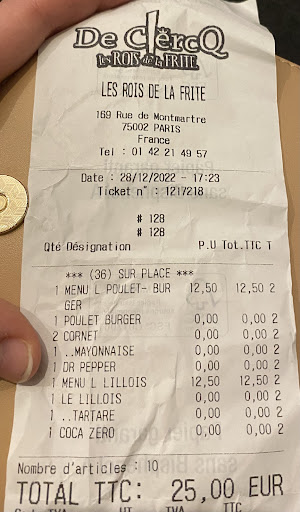 De ClercQ
Les ROIS de la FRITE
LES ROIS DE LA FRITE
169 Rue de Montmartre
75002 PARIS
France
Tel : 01 42 21 49 57
Date : 28/12/2022 - 17:23
Ticket n° : 1217218
# 128
# 128
Qté Désignation P.U Tot.TTC T
*** (36) SUR PLACE ***
1 MENU L POULET- BUR 12,50 12,50 2
GER
1 POULET BURGER 0,00 0,00 2
2 CORNET 0,00 0,00 2
1 ..MAYONNAISE 0,00 0,00 2
1 DR PEPPER 0,00 0,00 2
1 MENU L LILLOIS 12,50 12,50 2
1 LE LILLOIS 0,00 0,00 2
1 ..TARTARE 0,00 0,00 2
1 COCA ZERO 0,00 0,00 2
Nombre d'articles : 10
TOTAL TTC: 25,00 EUR
TVA HT TVA TTC